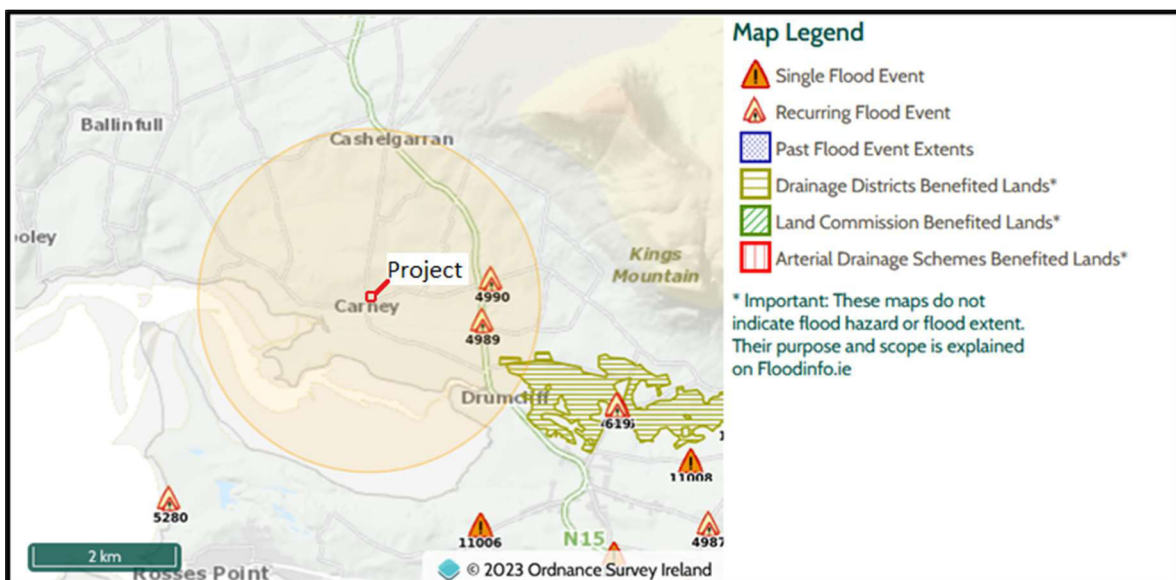 Ballinfull
Cashelgarran
ooley
Kings
Mountain
Project
Carney
4990
4989
Drumcliff
11008
5280
11006
N15
4987
2 km
Rosses Point
© 2023 Ordnance Survey Ireland
Map Legend
Single Flood Event
Recurring Flood Event
Past Flood Event Extents
Drainage Districts Benefited Lands*
Land Commission Benefited Lands*
Arterial Drainage Schemes Benefited Lands*
* Important: These maps do not
indicate flood hazard or flood extent.
Their purpose and scope is explained
on Floodinfo.ie